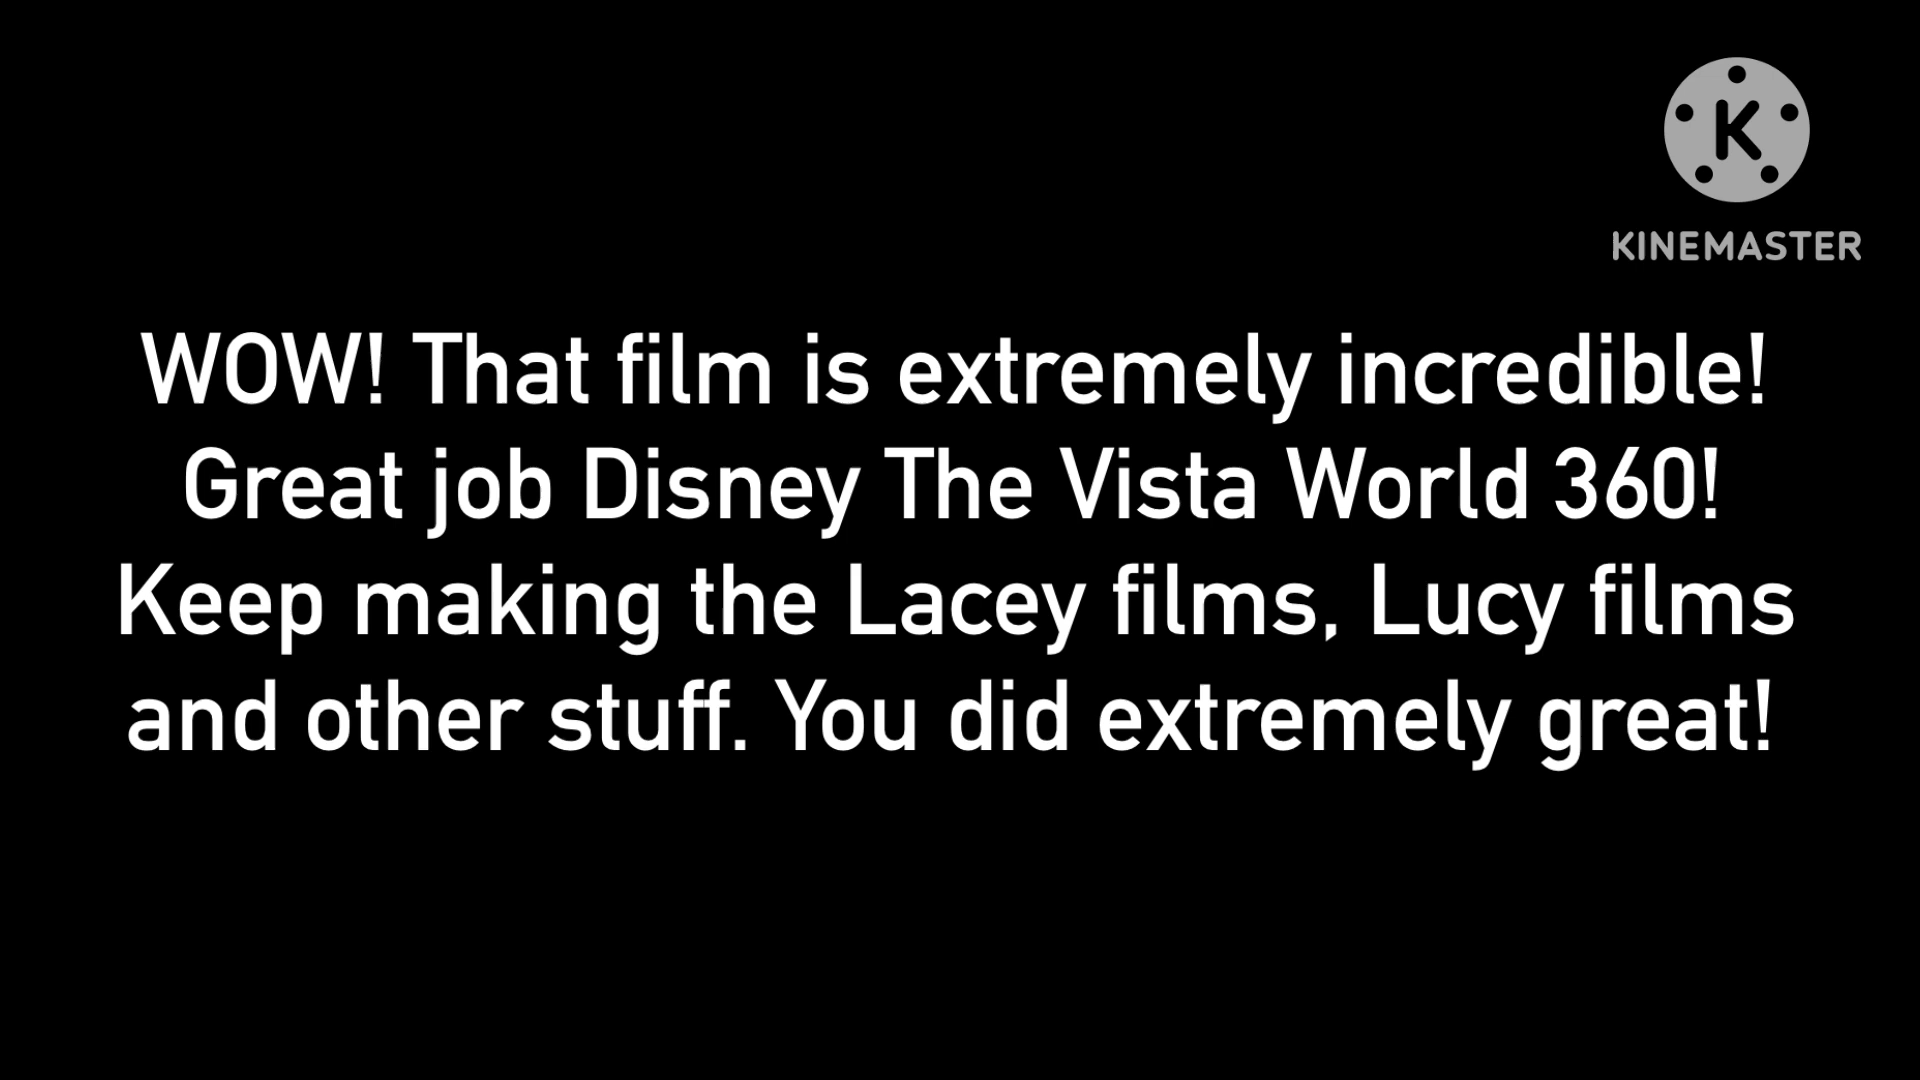 K
KINEMASTER
WOW! That film is extremely incredible!
Great job Disney The Vista World 360!
Keep making the Lacey films, Lucy films
and other stuff. You did extremely great!